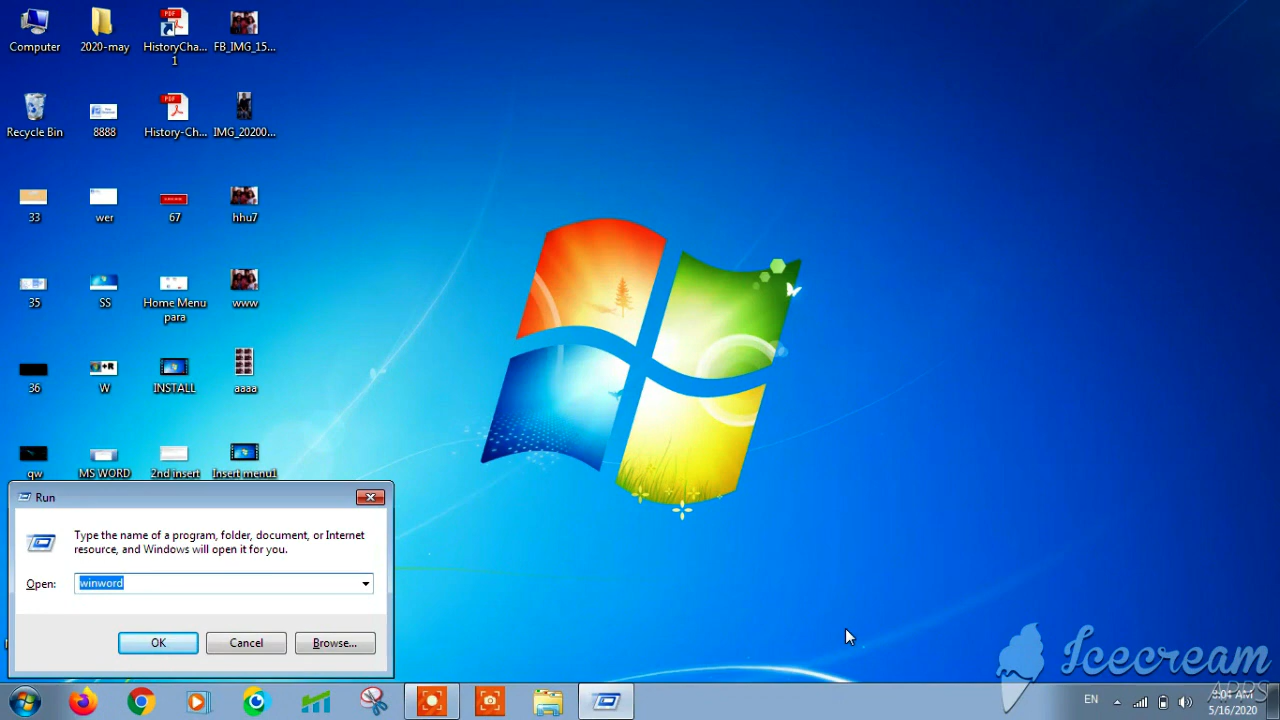 Computer
2020-may
HistoryCha...
1
FB_IMG_15...
Recycle Bin
8888
History-Ch...
IMG_20200...
33
wer
67
hhu7
35
SS
Home Menu
para
www
36
W
INSTALL
aaaa
qw
MS WORD
2nd insert
Insert menu1
Run
Type the name of a program, folder, document, or Internet
resource, and Windows will open it for you.
Open:
winword
OK
Cancel
Browse...
Icecream
APPS
EN
9:04 AM
5/16/2020